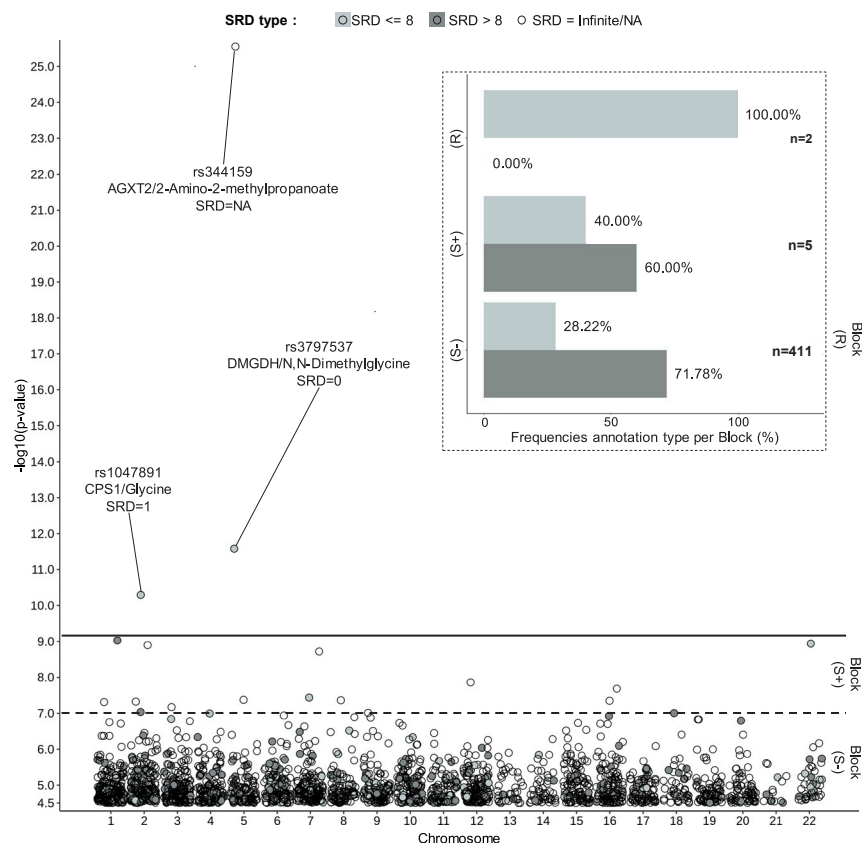 SRD type :
SRD <= 8
SRD > 8
SRD = Infinite/NA
25.0
24.0
23.0
22.0
21.0
20.0
19.0
18.0
17.0
16.0
15.0
14.0
13.0
12.0
11.0
10.0
9.0
8.0
7.0
6.0
5.0
4.5
-log10(p-value)
rs344159
AGXT2/2-Amino-2-methylpropanoate
SRD=NA
rs3797537
DMGDH/N,N-Dimethylglycine
SRD=0
rs1047891
CPS1/Glycine
SRD=1
(R)
100.00%
n=2
0.00%
(S+)
40.00%
n=5
60.00%
(S-)
28.22%
n=411
71.78%
0
50
100
Frequencies annotation type per Block (%)
Block
(R)
Block
(S+)
Block
(S-)
1 2 3 4 5 6 7 8 9 10 11 12 13 14 15 16 17 18 19 20 21 22
Chromosome